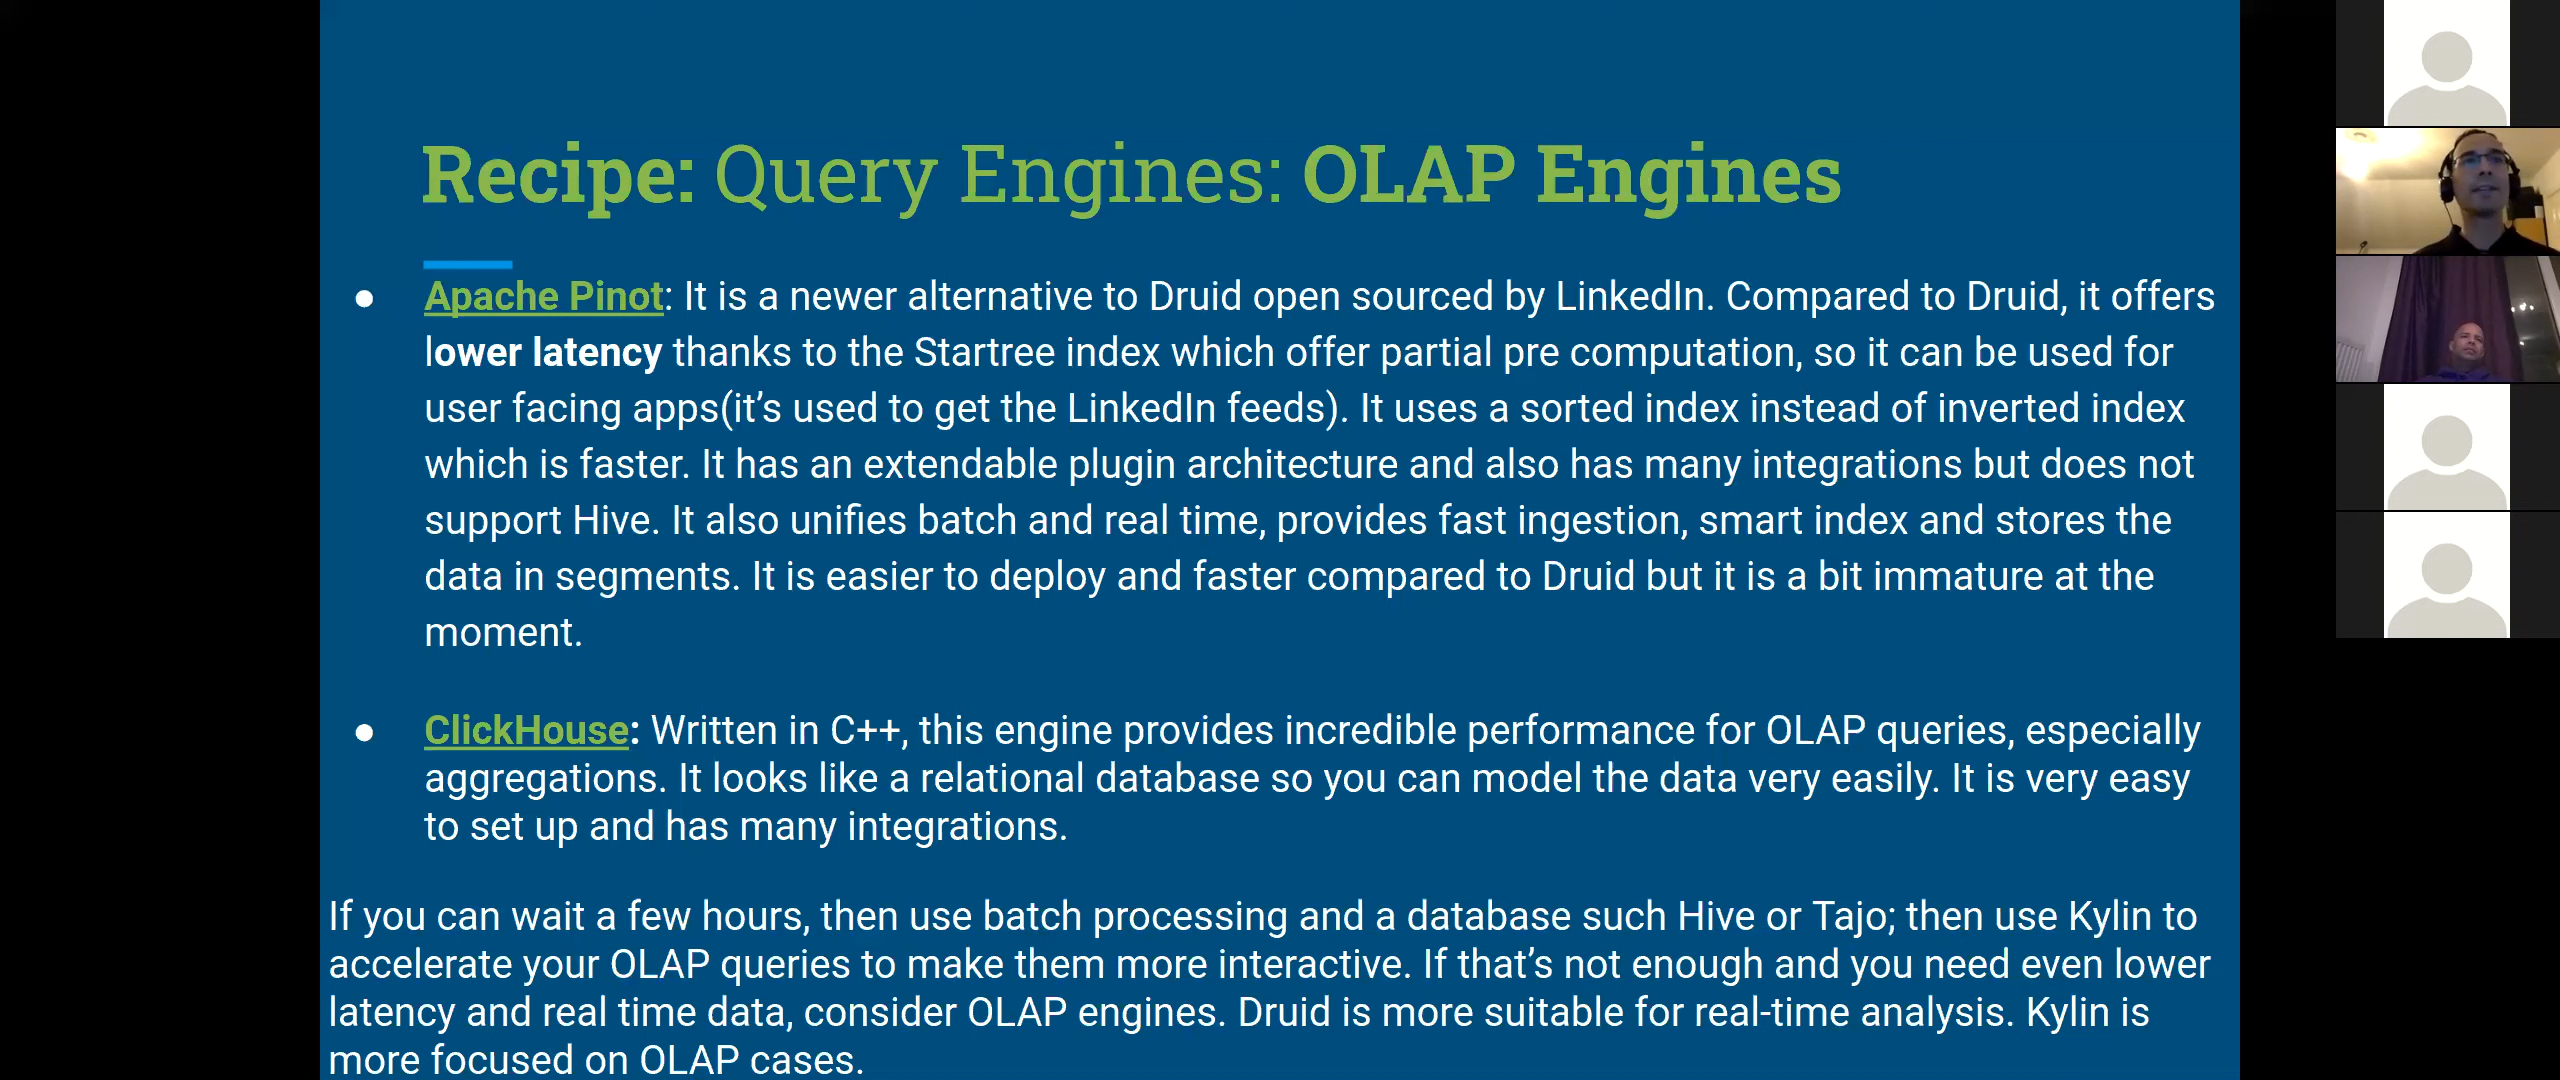 Recipe: Query Engines: OLAP Engines
● Apache Pinot: It is a newer alternative to Druid open sourced by LinkedIn. Compared to Druid, it offers
lower latency thanks to the Startree index which offer partial pre computation, so it can be used for
user facing apps(it’s used to get the LinkedIn feeds). It uses a sorted index instead of inverted index
which is faster. It has an extendable plugin architecture and also has many integrations but does not
support Hive. It also unifies batch and real time, provides fast ingestion, smart index and stores the
data in segments. It is easier to deploy and faster compared to Druid but it is a bit immature at the
moment.
● ClickHouse: Written in C++, this engine provides incredible performance for OLAP queries, especially
aggregations. It looks like a relational database so you can model the data very easily. It is very easy
to set up and has many integrations.
If you can wait a few hours, then use batch processing and a database such Hive or Tajo; then use Kylin to
accelerate your OLAP queries to make them more interactive. If that’s not enough and you need even lower
latency and real time data, consider OLAP engines. Druid is more suitable for real-time analysis. Kylin is
more focused on OLAP cases.